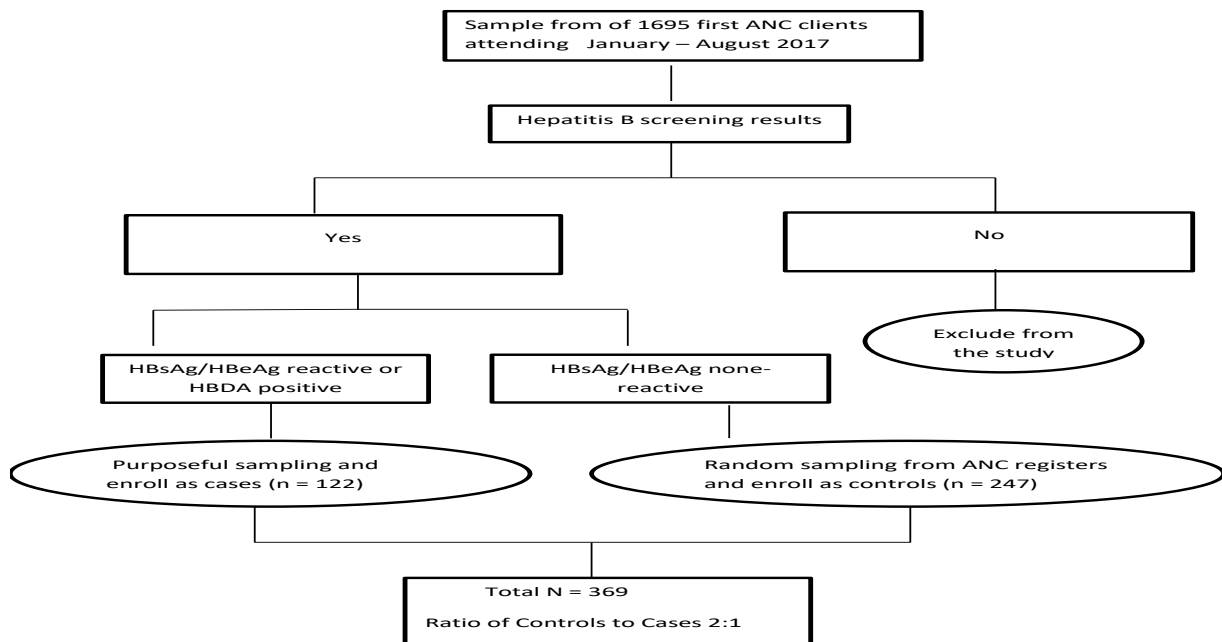 Sample from of 1695 first ANC clients
attending January – August 2017
Hepatitis B screening results
Yes
No
HBsAg/HBeAg reactive or
HBDA positive
HBsAg/HBeAg none-
reactive
Exclude from
the study
Purposeful sampling and
enroll as cases (n = 122)
Random sampling from ANC registers
and enroll as controls (n = 247)
Total N = 369
Ratio of Controls to Cases 2:1